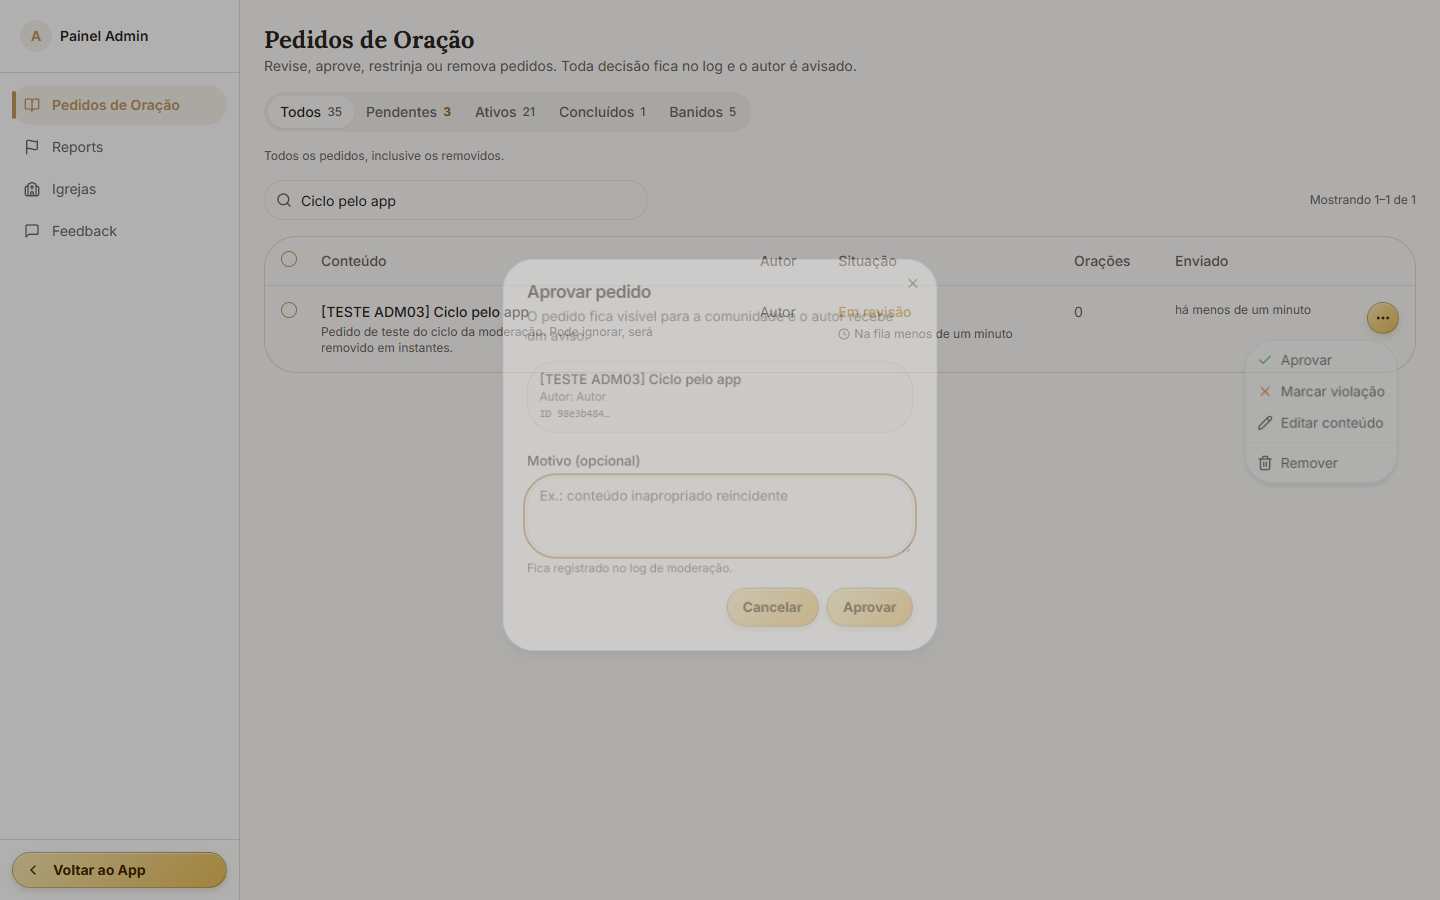 A Painel Admin
Pedidos de Oração
Reports
Igrejas
Feedback
Voltar ao App
Pedidos de Oração
Revise, aprove, restrinja ou remova pedidos. Toda decisão fica no log e o autor é avisado.
Todos 35 Pendentes 3 Ativos 21 Concluídos 1 Banidos 5
Todos os pedidos, inclusive os removidos.
Ciclo pelo app
Mostrando 1–1 de 1
Conteúdo Autor Situação Orações Enviado
[TESTE ADM03] Ciclo pelo app Autor Em revisão 0 há menos de um minuto
Pedido de teste do ciclo da moderação. Pode ignorar, será Na fila menos de um minuto
removido em instantes.
Aprovar
Marcar violação
Editar conteúdo
Remover
Aprovar pedido
O pedido fica visível para a comunidade e o autor recebe
um aviso.
[TESTE ADM03] Ciclo pelo app
Autor: Autor
ID 98e3b484…
Motivo (opcional)
Ex.: conteúdo inapropriado reincidente
Fica registrado no log de moderação.
Cancelar Aprovar